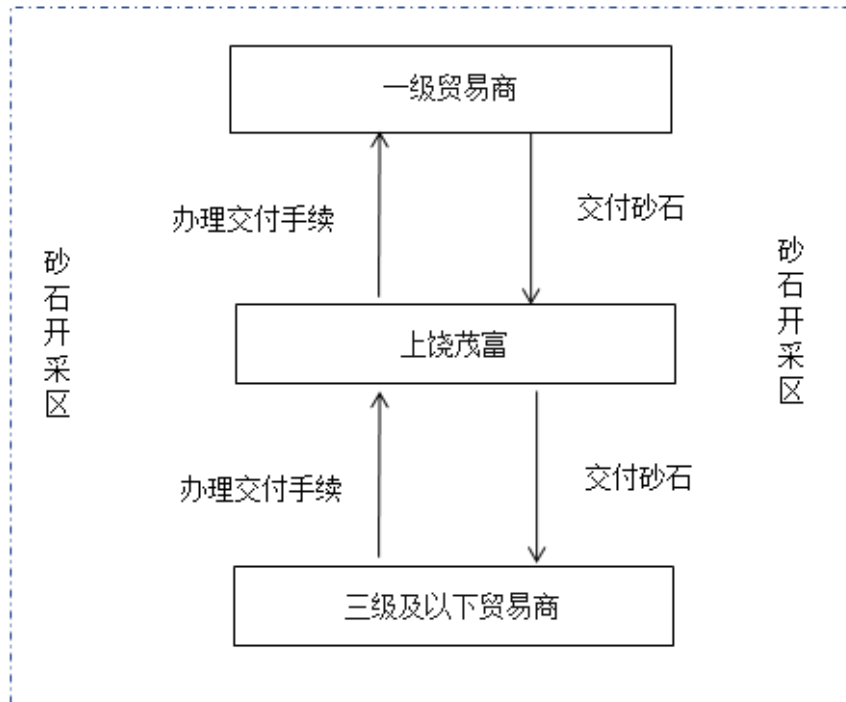 一级贸易商
办理交付手续
交付砂石
砂石开采区
砂石开采区
上饶茂富
办理交付手续
交付砂石
三级及以下贸易商